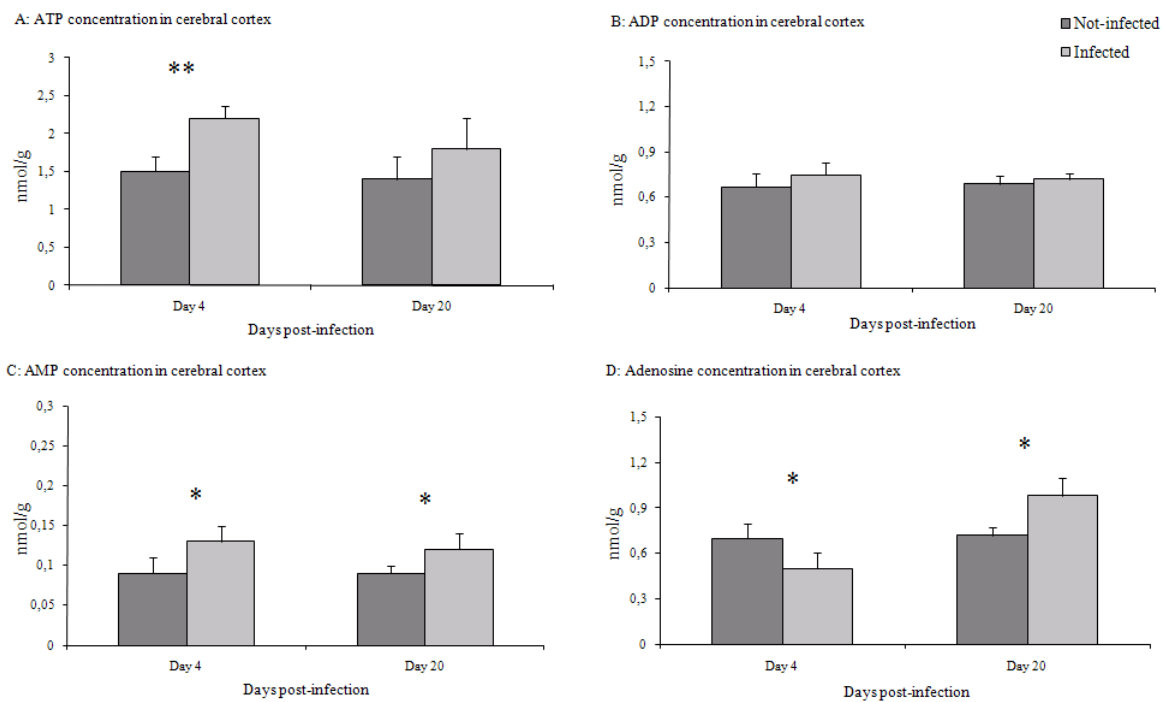 A: ATP concentration in cerebral cortex
3
2,5
2
1,5
1
0,5
0
nmol/g
**
Day 4
Day 20
Days post-infection
B: ADP concentration in cerebral cortex
Not-infected
Infected
1,5
1,2
0,9
0,6
0,3
0
nmol/g
Day 4
Day 20
Days post-infection
C: AMP concentration in cerebral cortex
0,3
0,25
0,2
0,15
0,1
0,05
0
nmol/g
*
*
Day 4
Day 20
Days post-infection
D: Adenosine concentration in cerebral cortex
1,5
1,2
0,9
0,6
0,3
0
nmol/g
*
*
Day 4
Day 20
Days post-infection